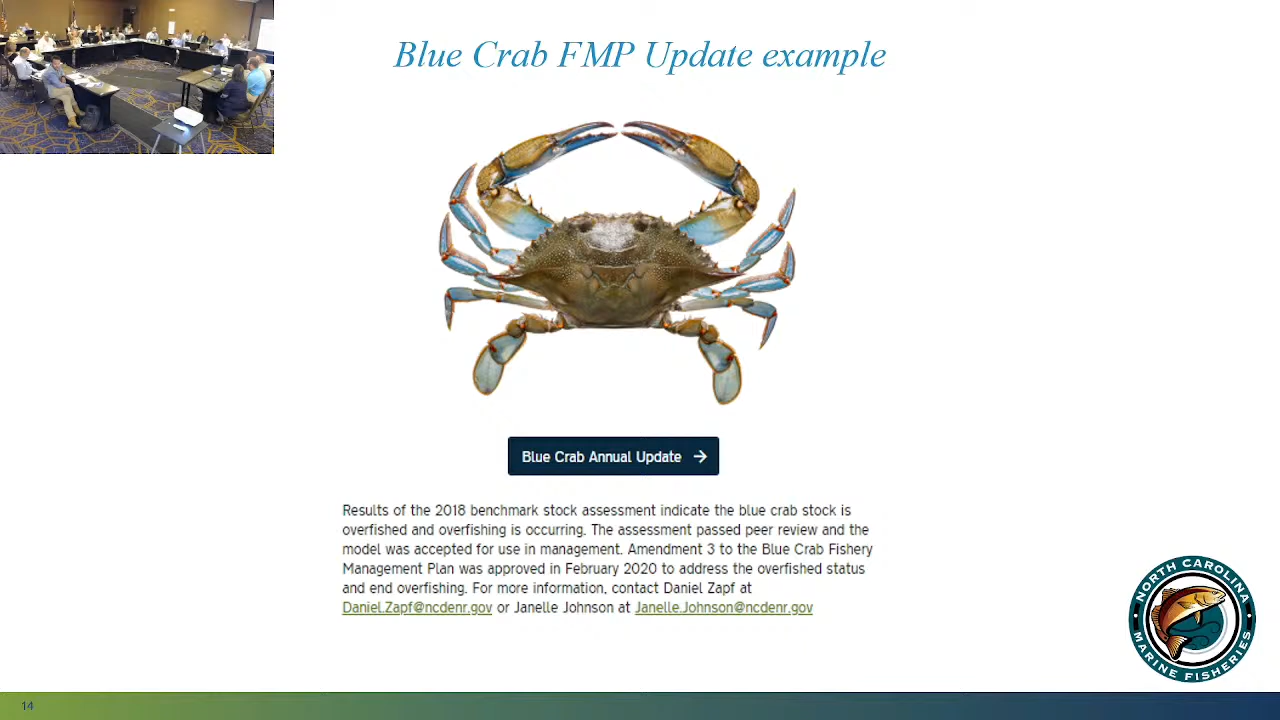 Blue Crab FMP Update example
Blue Crab Annual Update →
Results of the 2018 benchmark stock assessment indicate the blue crab stock is
overfished and overfishing is occurring. The assessment passed peer review and the
model was accepted for use in management. Amendment 3 to the Blue Crab Fishery
Management Plan was approved in February 2020 to address the overfished status
and end overfishing. For more information, contact Daniel Zapf at
Daniel.Zapf@ncdenr.gov or Janelle Johnson at Janelle.Johnson@ncdenr.gov
NORTH CAROLINA
MARINE FISHERIES
14